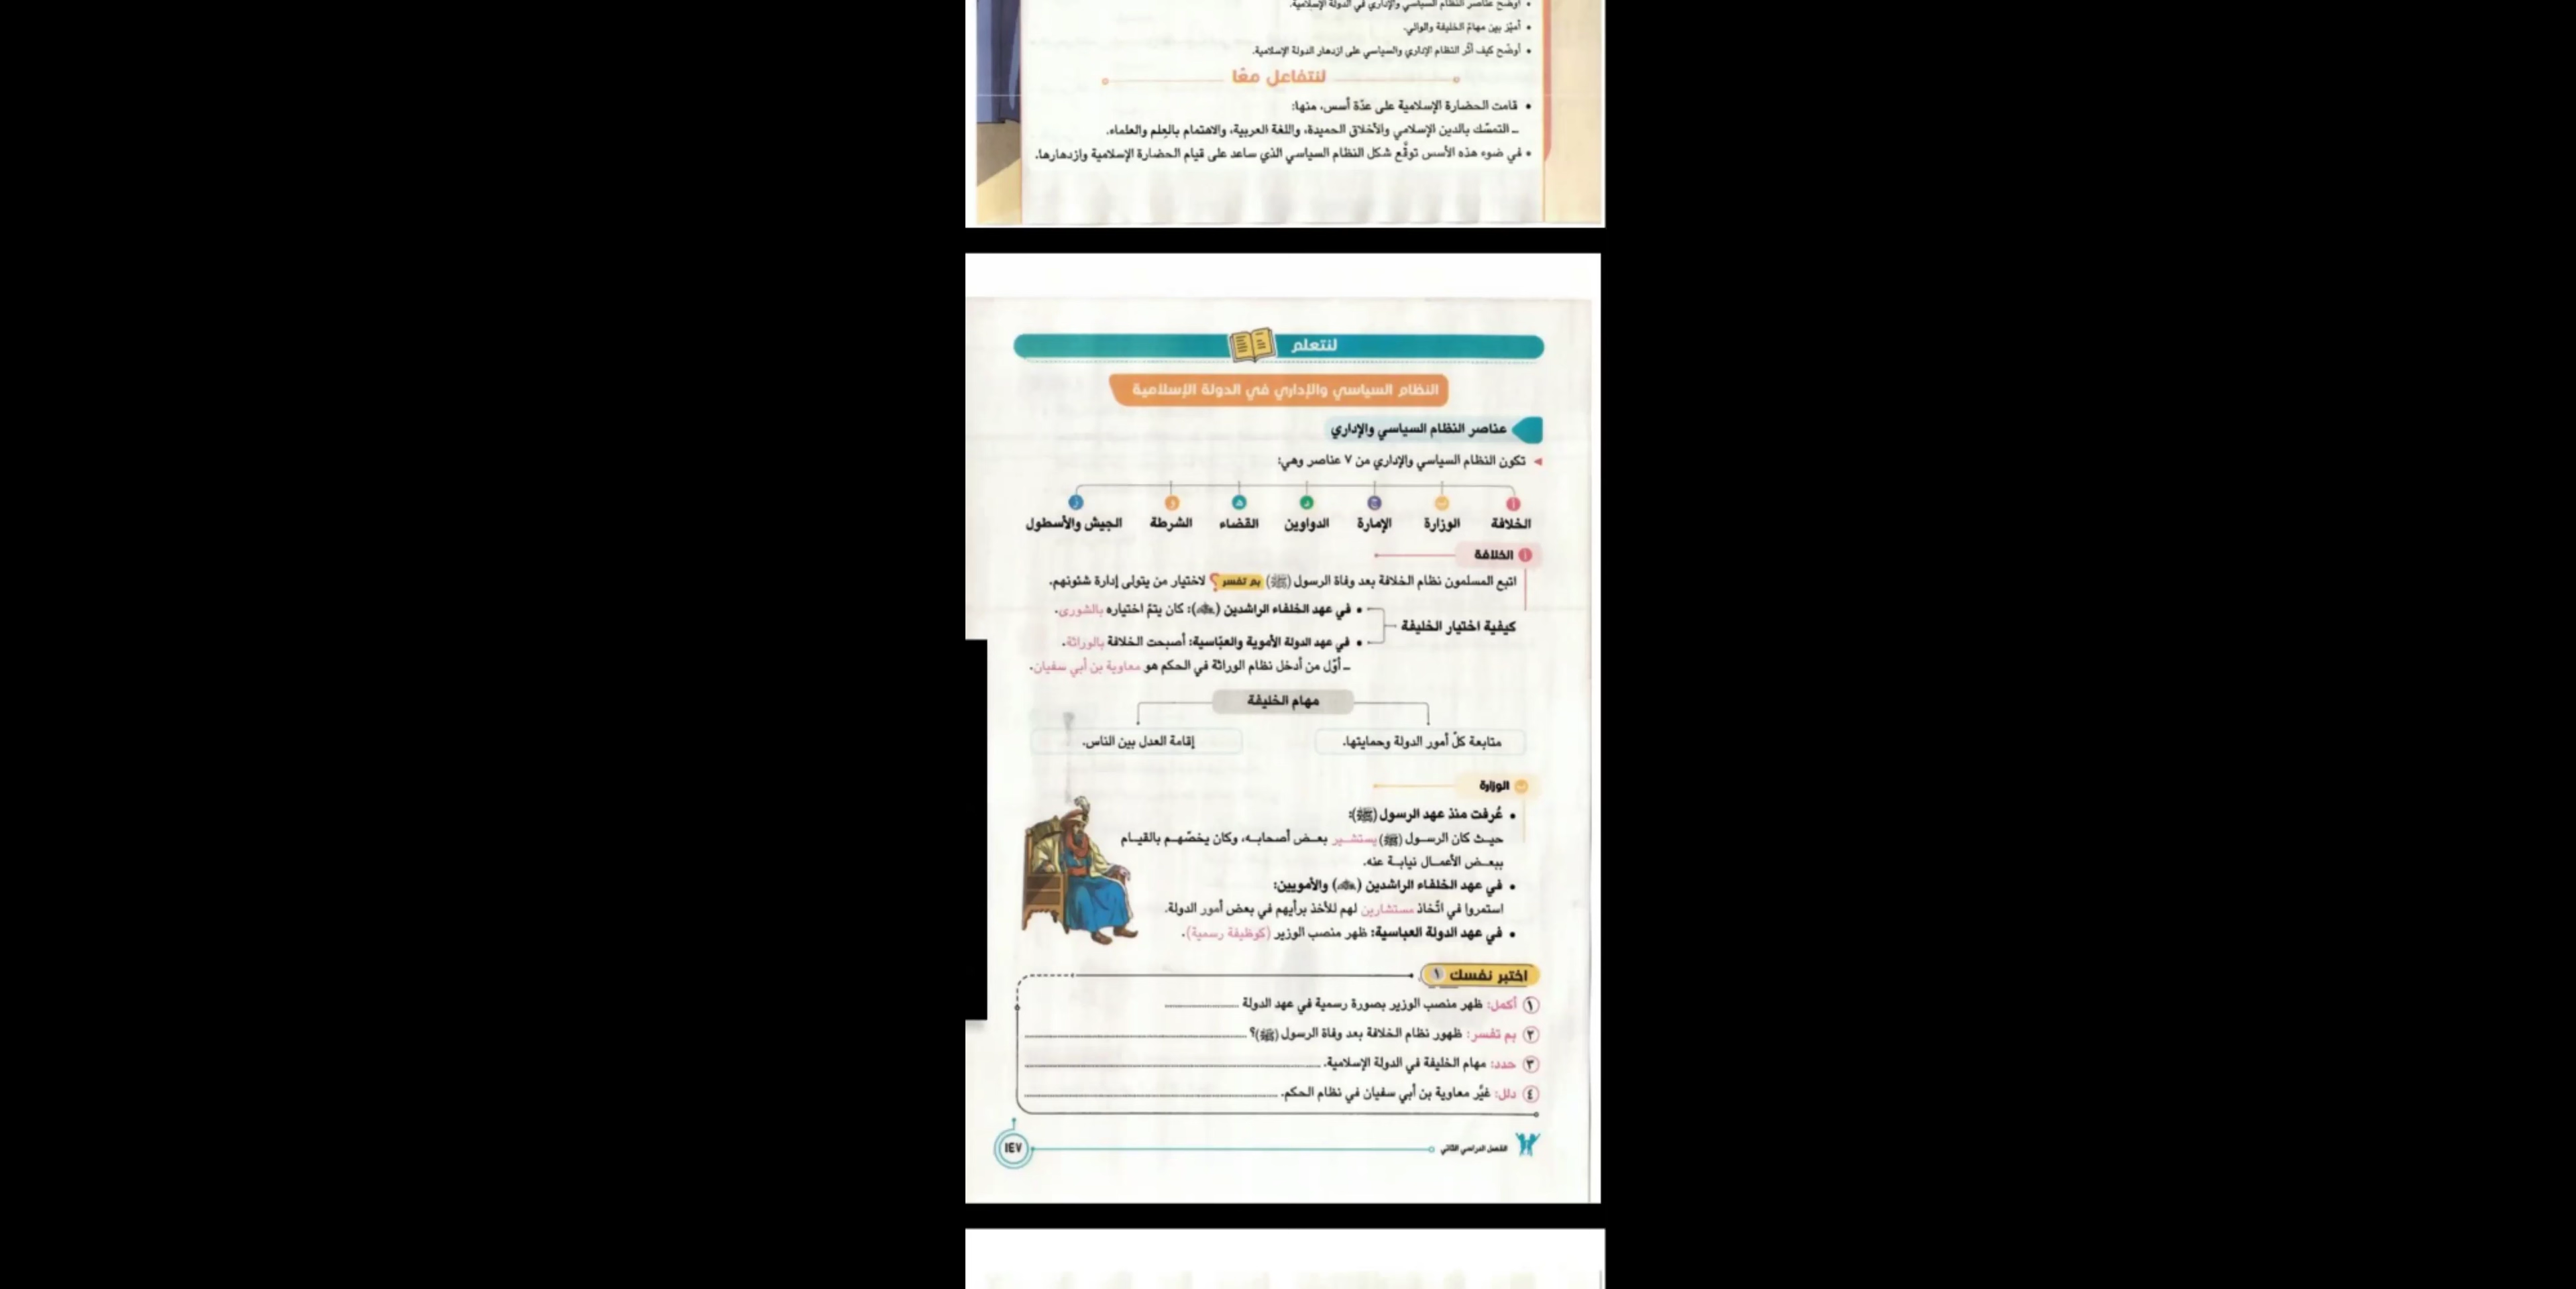 • أوضح عناصر النظام السياسي والإداري في الدولة الإسلامية.
• أميز بين مهام الخليفة والوالي.
• أوضح كيف أثر النظام الإداري والسياسي على ازدهار الدولة الإسلامية.
لنتفاعل معًا
• قامت الحضارة الإسلامية على عدّة أسس، منها:
ـ التمسّك بالدين الإسلامي والأخلاق الحميدة، واللغة العربية، والاهتمام بالعِلم والعلماء.
• في ضوء هذه الأسس توقَّع شكل النظام السياسي الذي ساعد على قيام الحضارة الإسلامية وازدهارها.
لنتعلم
النظام السياسي والإداري في الدولة الإسلامية
عناصر النظام السياسي والإداري
◄ تكون النظام السياسي والإداري من ٧ عناصر وهي:
أ ب ج د ه و ز
الخلافة الوزارة الإمارة الدواوين القضاء الشرطة الجيش والأسطول
أ الخلافة
اتبع المسلمون نظام الخلافة بعد وفاة الرسول (ﷺ) بم تفسر؟ لاختيار من يتولى إدارة شئونهم.
كيفية اختيار الخليفة
• في عهد الخلفاء الراشدين (): كان يتمّ اختياره بالشورى.
• في عهد الدولة الأموية والعبّاسية: أصبحت الخلافة بالوراثة.
ـ أوّل من أدخل نظام الوراثة في الحكم هو معاوية بن أبي سفيان.
مهام الخليفة
متابعة كلّ أمور الدولة وحمايتها.
إقامة العدل بين الناس.
ب الوزارة
• عُرفت منذ عهد الرسول (ﷺ):
حيث كان الرسول (ﷺ) يستشير بعض أصحابه، وكان يخصّهم بالقيام
ببعض الأعمال نيابة عنه.
• في عهد الخلفاء الراشدين () والأمويين:
استمروا في اتّخاذ مستشارين لهم للأخذ برأيهم في بعض أمور الدولة.
• في عهد الدولة العباسية: ظهر منصب الوزير (كوظيفة رسمية).
اختبر نفسك ١
١ أكمل: ظهر منصب الوزير بصورة رسمية في عهد الدولة ............
٢ بم تفسر: ظهور نظام الخلافة بعد وفاة الرسول (ﷺ)؟ ............
٣ حدد: مهام الخليفة في الدولة الإسلامية. ............
٤ دلل: غيَّر معاوية بن أبي سفيان في نظام الحكم. ............
الفصل الدراسي الثاني
١٤٧